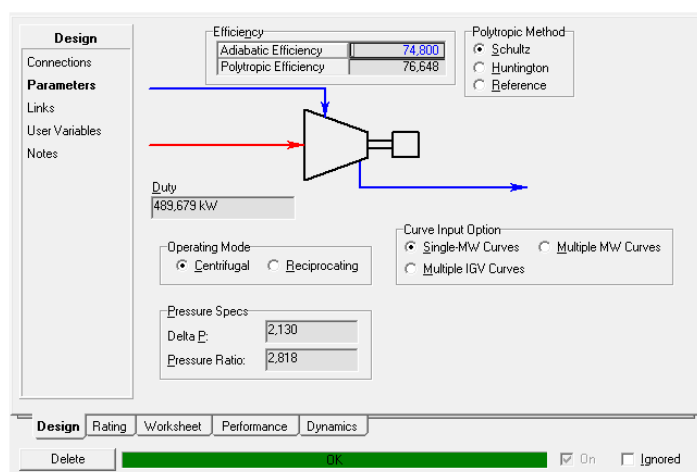 Design
Connections
Parameters
Links
User Variables
Notes
Efficiency
Adiabatic Efficiency 74,800
Polytropic Efficiency 76,648
Polytropic Method
Schultz
Huntington
Reference
Duty
489,679 kW
Operating Mode
Centrifugal Reciprocating
Curve Input Option
Single-MW Curves Multiple MW Curves
Multiple IGV Curves
Pressure Specs
Delta P: 2,130
Pressure Ratio: 2,818
Design Rating Worksheet Performance Dynamics
Delete OK On Ignored